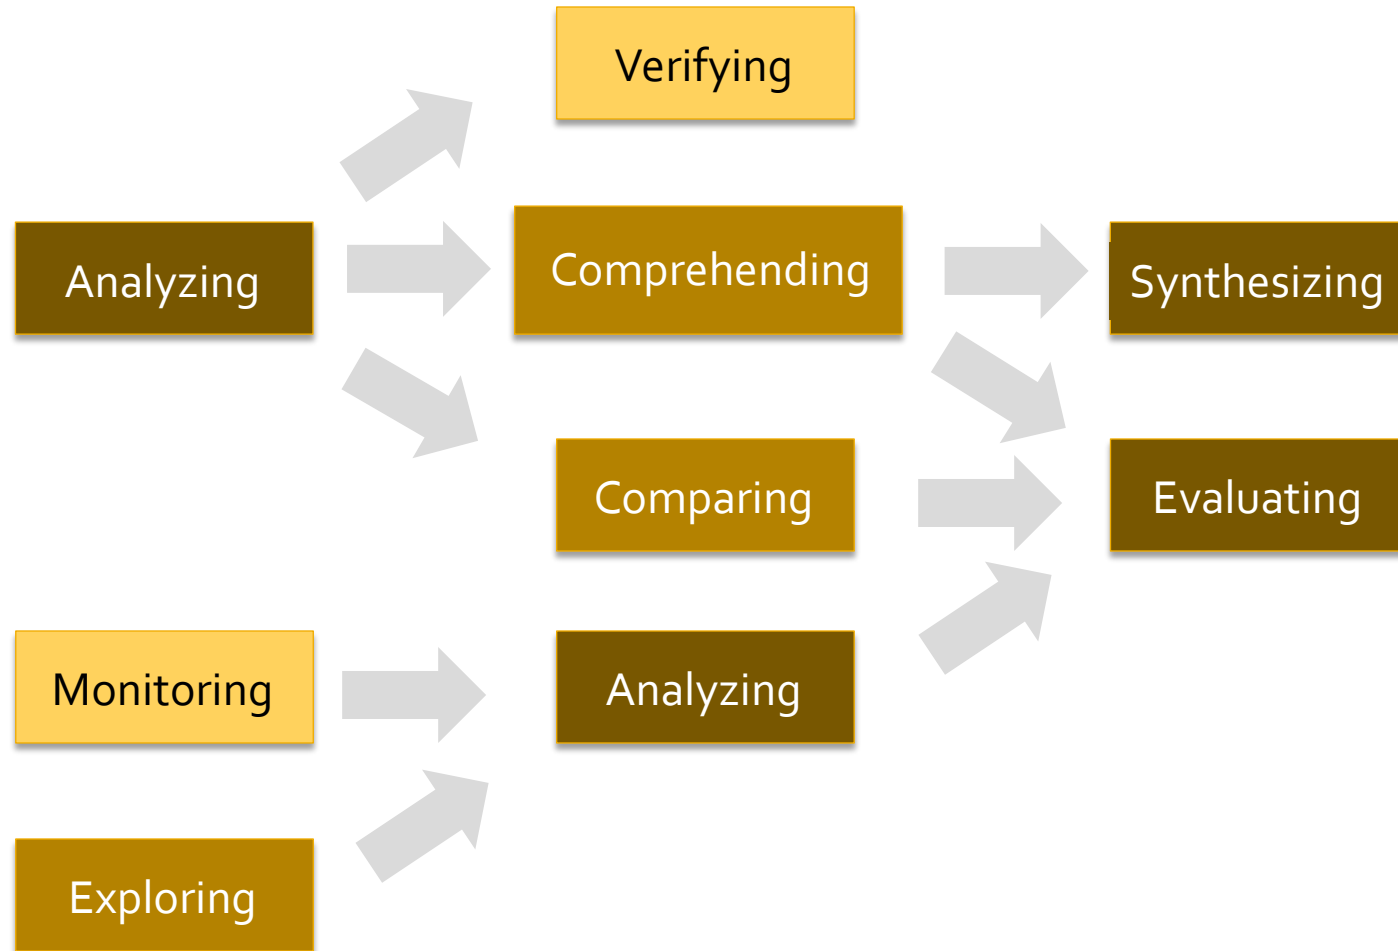 Verifying
Analyzing
Comprehending
Synthesizing
Comparing
Evaluating
Monitoring
Analyzing
Exploring